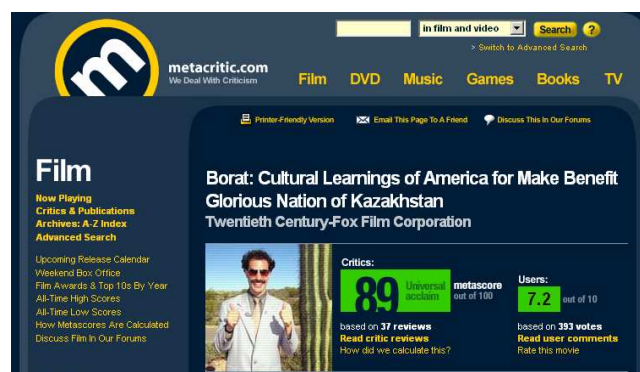 in film and video
Search
?
> Switch to Advanced Search
m
metacritic.com
We Deal With Criticism
Film DVD Music Games Books TV
Printer-Friendly Version Email This Page To A Friend Discuss This In Our Forums
Film
Now Playing
Critics & Publications
Archives: A-Z Index
Advanced Search
Upcoming Release Calendar
Weekend Box Office
Film Awards & Top 10s By Year
All-Time High Scores
All-Time Low Scores
How Metascores Are Calculated
Discuss Film In Our Forums
Borat: Cultural Learnings of America for Make Benefit
Glorious Nation of Kazakhstan
Twentieth Century-Fox Film Corporation
Critics:
89 Universal acclaim
metascore
out of 100
based on 37 reviews
Read critic reviews
How did we calculate this?
Users:
7.2 out of 10
based on 393 votes
Read user comments
Rate this movie